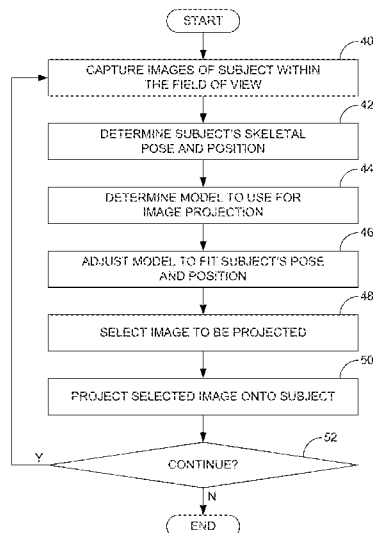 START
40
CAPTURE IMAGES OF SUBJECT WITHIN
THE FIELD OF VIEW
42
DETERMINE SUBJECT'S SKELETAL
POSE AND POSITION
44
DETERMINE MODEL TO USE FOR
IMAGE PROJECTION
46
ADJUST MODEL TO FIT SUBJECT'S POSE
AND POSITION
48
SELECT IMAGE TO BE PROJECTED
50
PROJECT SELECTED IMAGE ONTO SUBJECT
52
Y
CONTINUE?
N
END